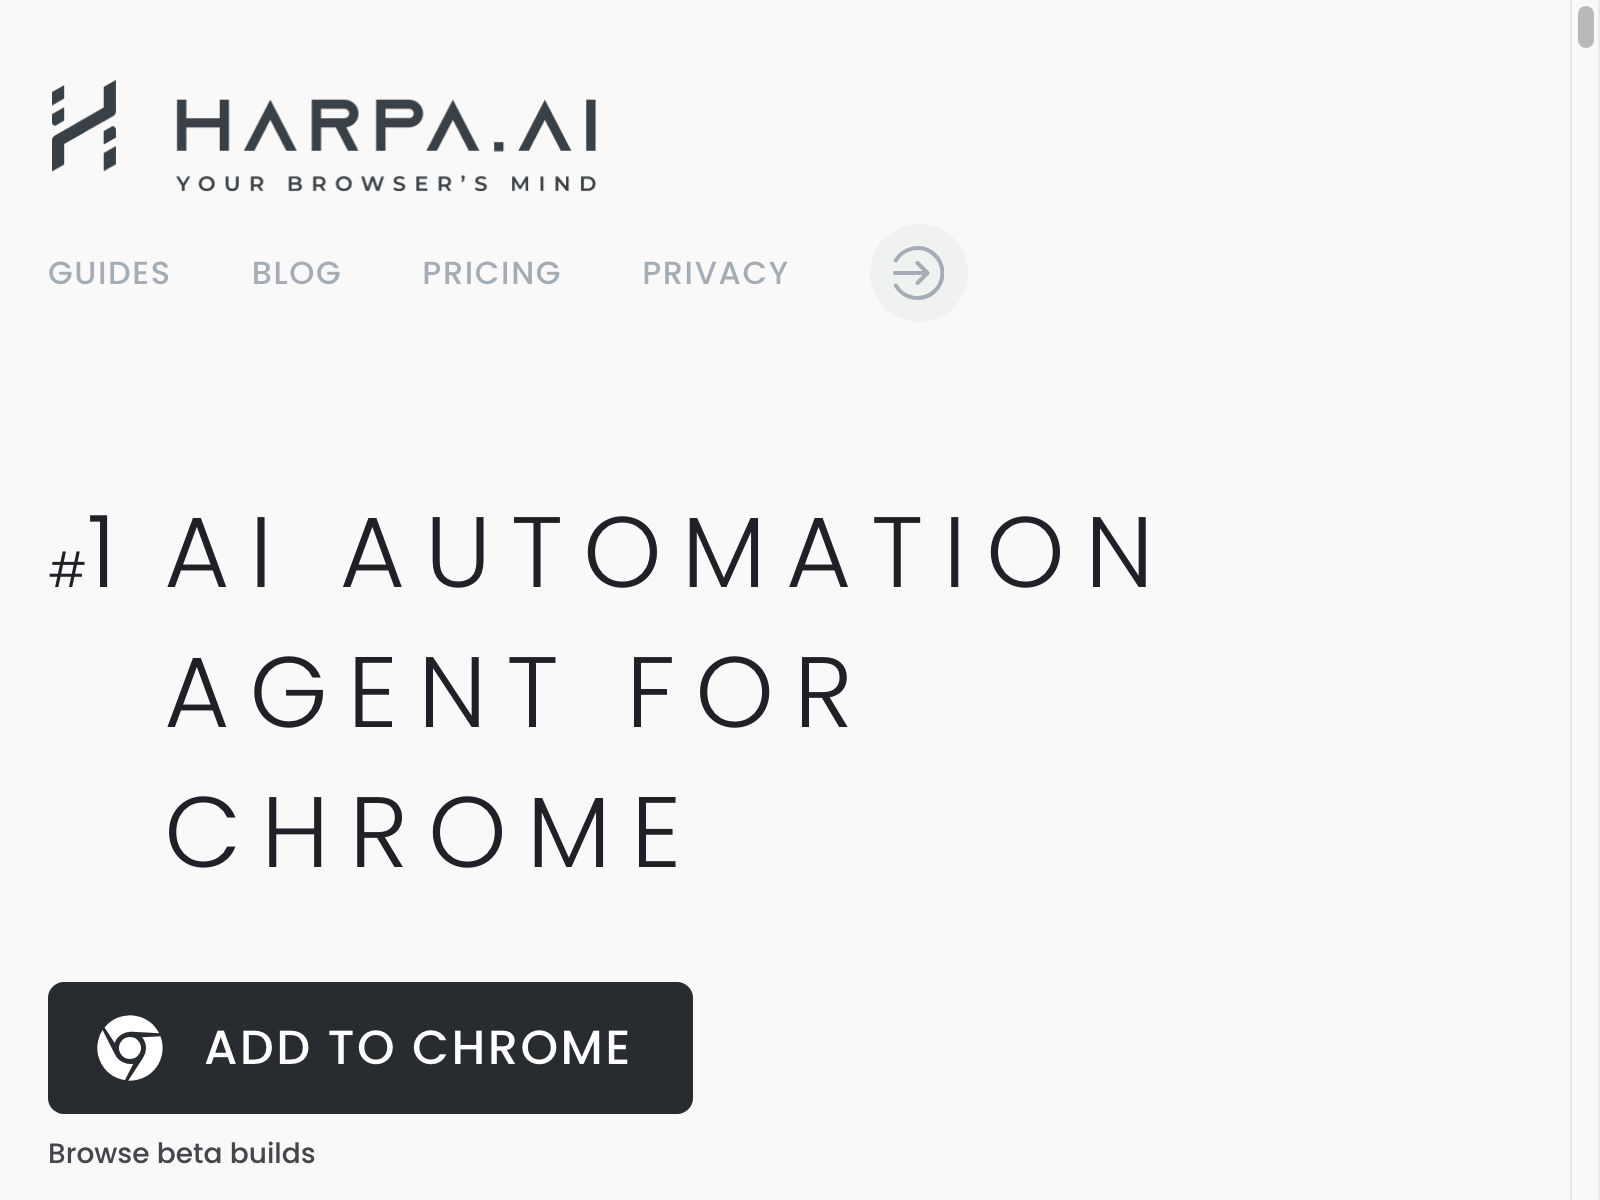 HARPA.AI
YOUR BROWSER'S MIND
GUIDES BLOG PRICING PRIVACY
#1 AI AUTOMATION
AGENT FOR
CHROME
ADD TO CHROME
Browse beta builds